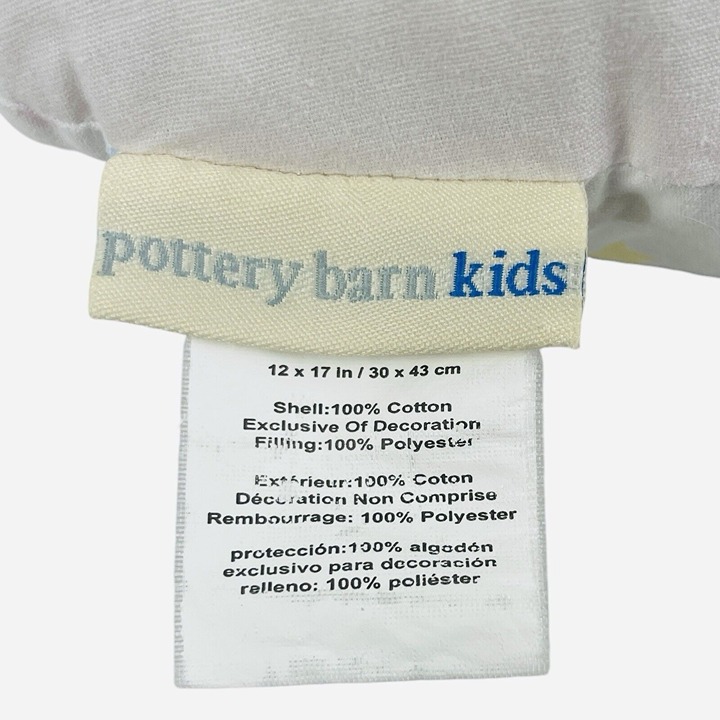 pottery barn kids
12 x 17 in / 30 x 43 cm
Shell:100% Cotton
Exclusive Of Decoration
Filling:100% Polyester
Extérieur:100% Coton
Décoration Non Comprise
Rembourrage: 100% Polyester
protección:100% algodón
exclusivo para decoración
relleno: 100% poliéster